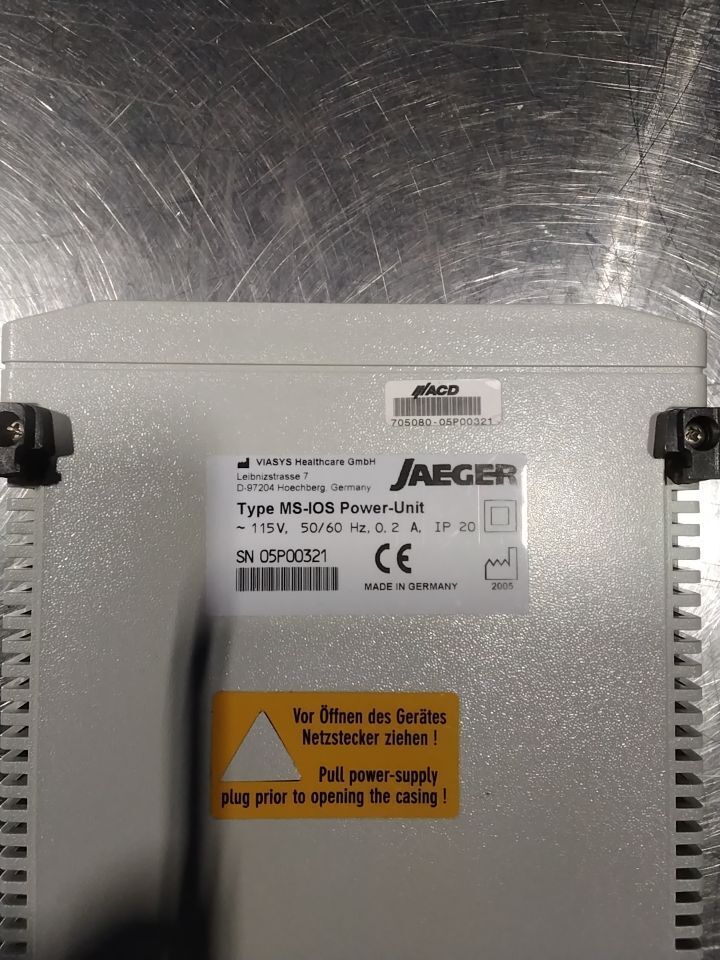 ACD
705080-05P00321
VIASYS Healthcare GmbH
Leibnizstrasse 7
D-97204 Hoechberg, Germany
JAEGER
Type MS-IOS Power-Unit
~ 115V, 50/60 Hz, 0.2 A, IP 20
SN 05P00321
CE
MADE IN GERMANY
2005
Vor Öffnen des Gerätes
Netzstecker ziehen !
Pull power-supply
plug prior to opening the casing !